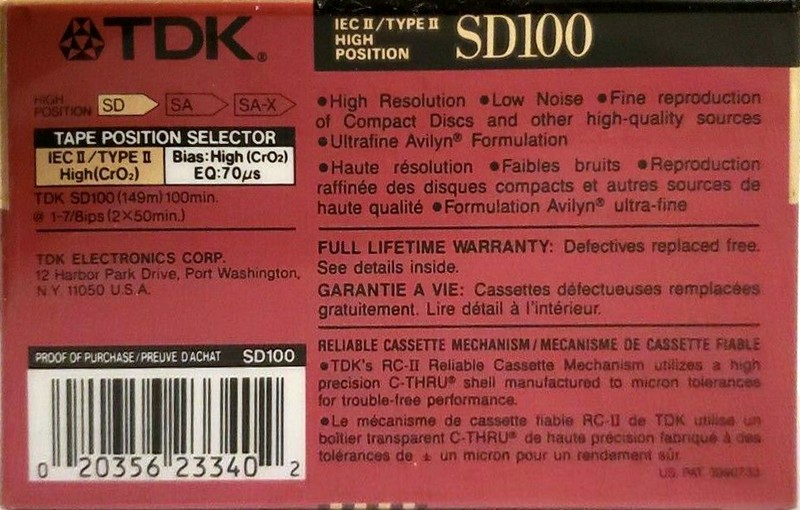 TDK®
IEC II/TYPE II
HIGH
POSITION
SD100
HIGH
POSITION
SD
SA
SA-X
TAPE POSITION SELECTOR
IEC II/TYPE II
High(CrO₂)
Bias:High (CrO₂)
EQ:70µs
TDK SD100 (149m) 100min.
@ 1-7/8ips (2×50min.)
TDK ELECTRONICS CORP.
12 Harbor Park Drive, Port Washington,
N.Y. 11050 U.S.A.
PROOF OF PURCHASE/PREUVE D'ACHAT SD100
0 20356 23340 2
•High Resolution •Low Noise •Fine reproduction
of Compact Discs and other high-quality sources
•Ultrafine Avilyn® Formulation
•Haute résolution •Faibles bruits •Reproduction
raffinée des disques compacts et autres sources de
haute qualité •Formulation Avilyn® ultra-fine
FULL LIFETIME WARRANTY: Defectives replaced free.
See details inside.
GARANTIE A VIE: Cassettes défectueuses remplacées
gratuitement. Lire détail à l'intérieur.
RELIABLE CASSETTE MECHANISM/MECANISME DE CASSETTE FIABLE
•TDK's RC-II Reliable Cassette Mechanism utilizes a high
precision C-THRU® shell manufactured to micron tolerances
for trouble-free performance.
•Le mécanisme de cassette fiable RC-II de TDK utilise un
boîtier transparent C-THRU® de haute précision fabriqué à des
tolérances de ± un micron pour un rendement sûr.
US. PAT.